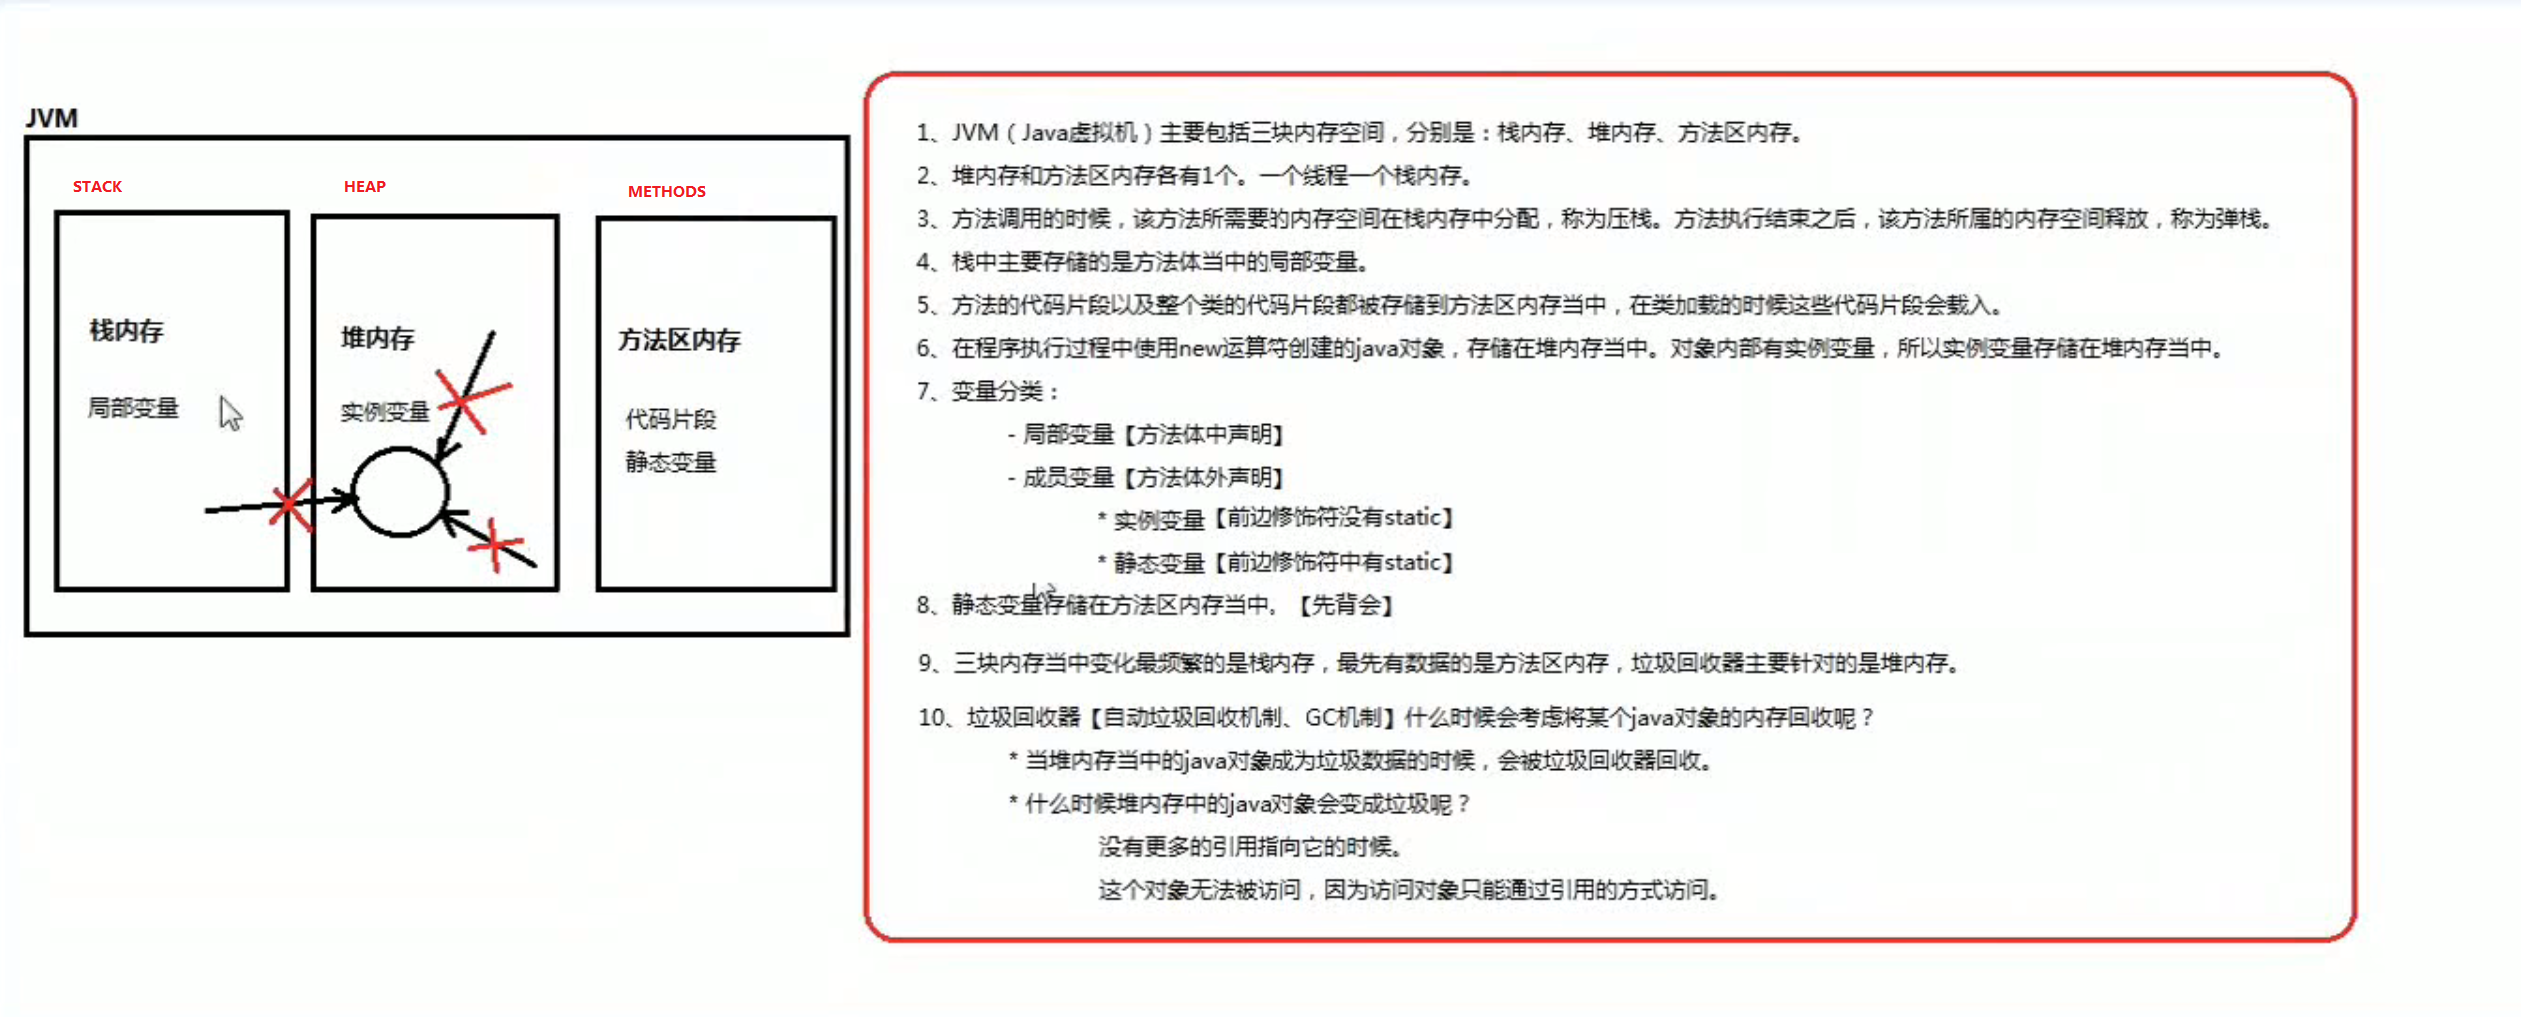 JVM
STACK
HEAP
METHODS
栈内存
局部变量
堆内存
实例变量
方法区内存
代码片段
静态变量
1、JVM（Java虚拟机）主要包括三块内存空间，分别是：栈内存、堆内存、方法区内存。
2、堆内存和方法区内存各有1个。一个线程一个栈内存。
3、方法调用的时候，该方法所需要的内存空间在栈内存中分配，称为压栈。方法执行结束之后，该方法所属的内存空间释放，称为弹栈。
4、栈中主要存储的是方法体当中的局部变量。
5、方法的代码片段以及整个类的代码片段都被存储到方法区内存当中，在类加载的时候这些代码片段会载入。
6、在程序执行过程中使用new运算符创建的java对象，存储在堆内存当中。对象内部有实例变量，所以实例变量存储在堆内存当中。
7、变量分类：
- 局部变量【方法体中声明】
- 成员变量【方法体外声明】
* 实例变量【前边修饰符没有static】
* 静态变量【前边修饰符中有static】
8、静态变量存储在方法区内存当中。【先背会】
9、三块内存当中变化最频繁的是栈内存，最先有数据的是方法区内存，垃圾回收器主要针对的是堆内存。
10、垃圾回收器【自动垃圾回收机制、GC机制】什么时候会考虑将某个java对象的内存回收呢？
* 当堆内存当中的java对象成为垃圾数据的时候，会被垃圾回收器回收。
* 什么时候堆内存中的java对象会变成垃圾呢？
没有更多的引用指向它的时候。
这个对象无法被访问，因为访问对象只能通过引用的方式访问。